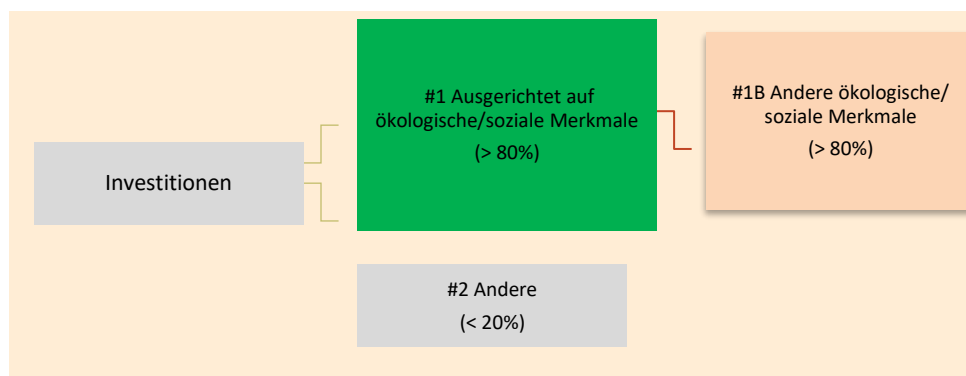 Investitionen
#1 Ausgerichtet auf
ökologische/soziale Merkmale
(> 80%)
#1B Andere ökologische/
soziale Merkmale
(> 80%)
#2 Andere
(< 20%)